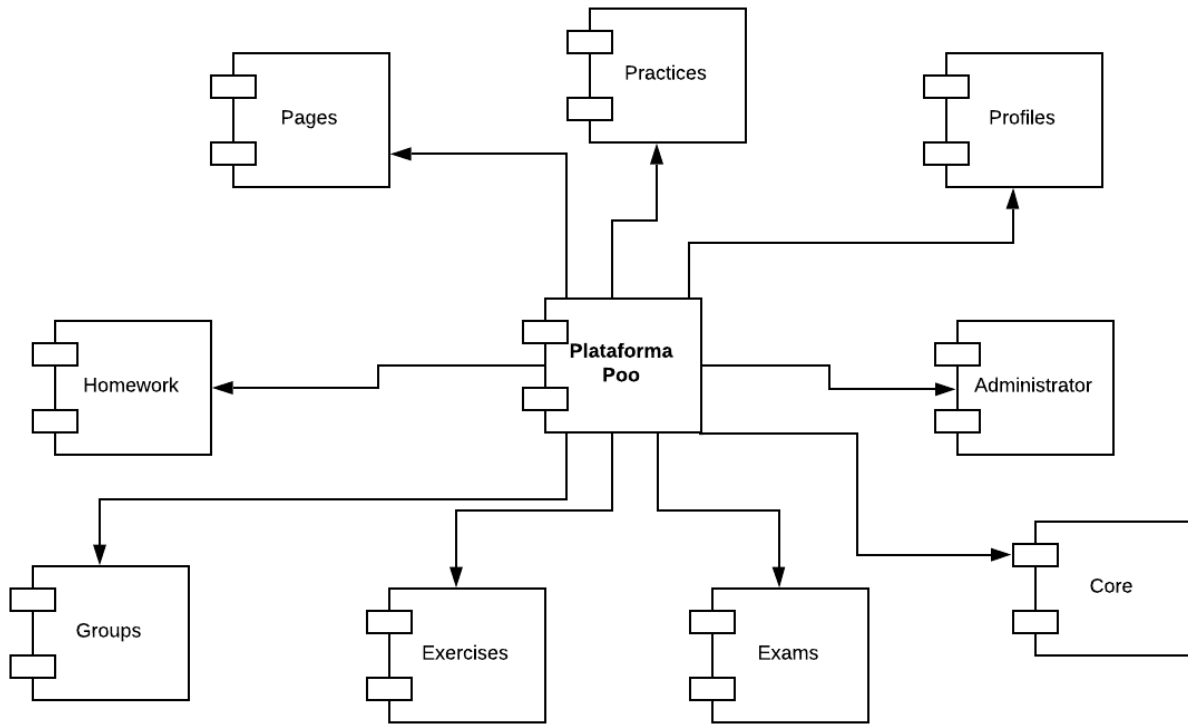 Practices
Pages
Profiles
Plataforma
Poo
Homework
Administrator
Core
Groups
Exercises
Exams